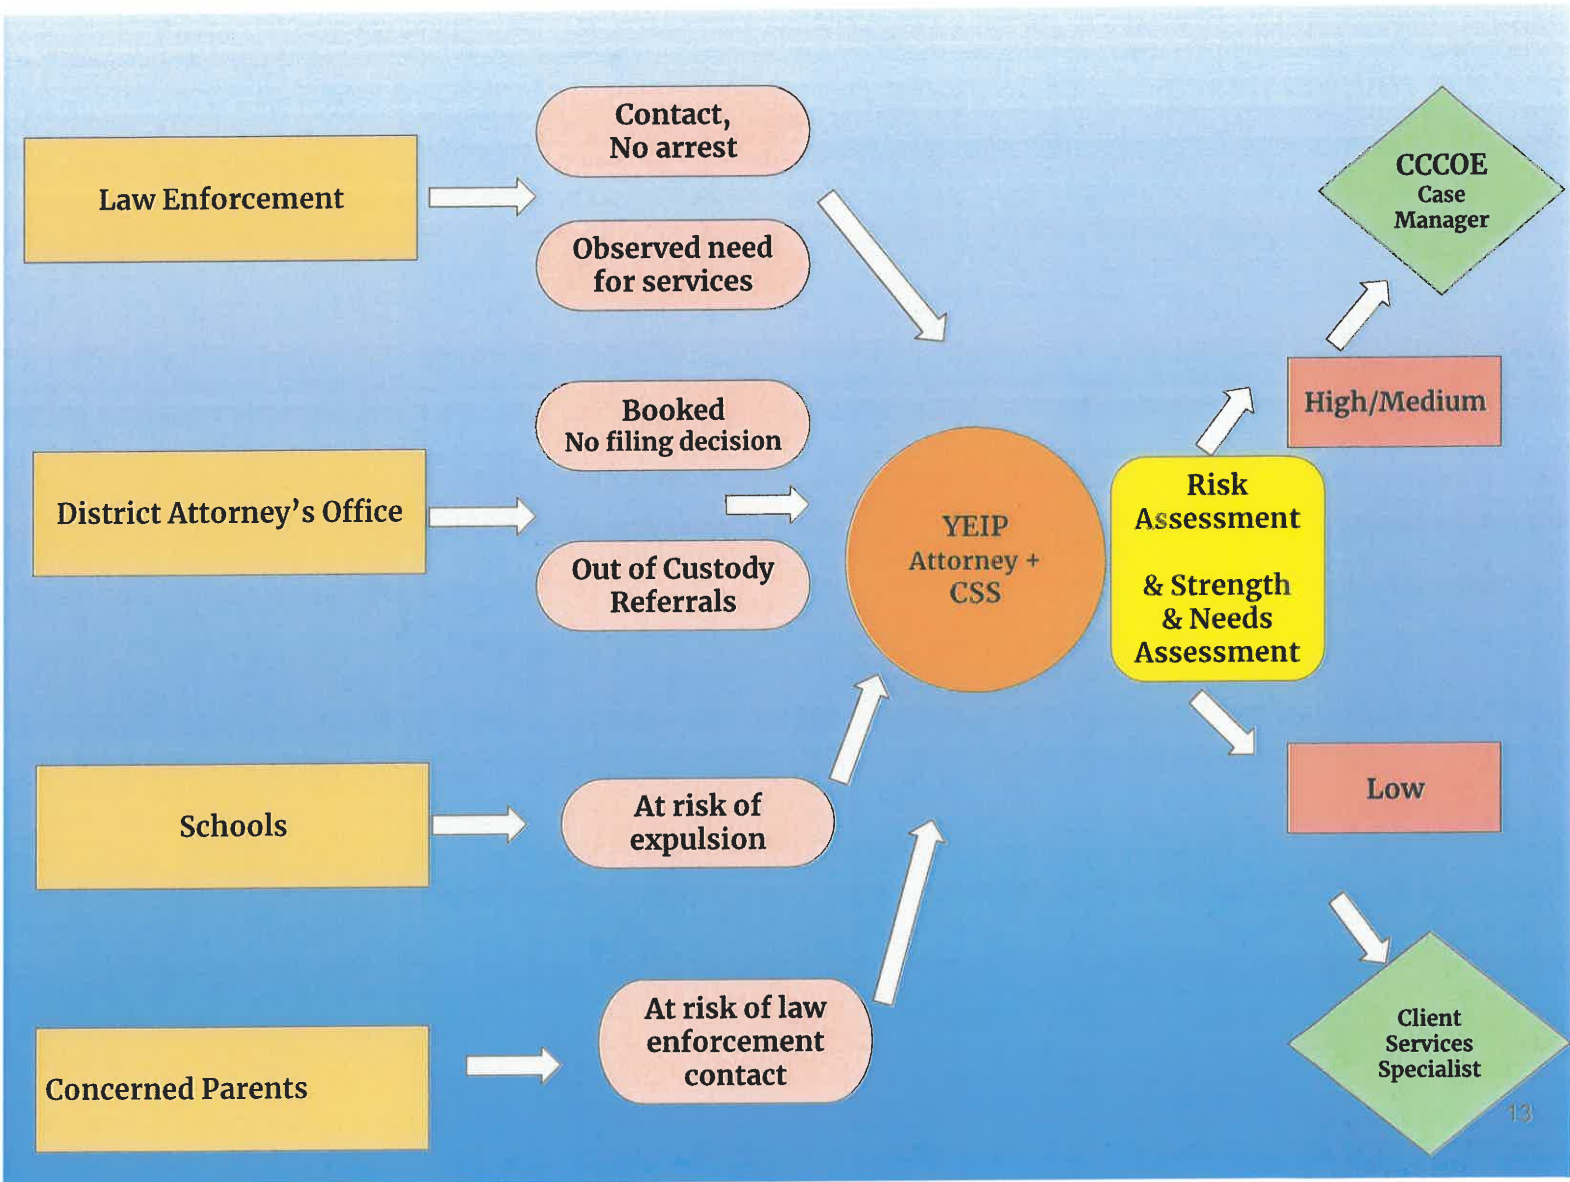 Law Enforcement
Contact,
No arrest
Observed need
for services
District Attorney's Office
Booked
No filing decision
Out of Custody
Referrals
Schools
At risk of
expulsion
Concerned Parents
At risk of law
enforcement
contact
YEIP
Attorney +
CSS
Risk
Assessment
& Strength
& Needs
Assessment
High/Medium
CCCOE
Case
Manager
Low
Client
Services
Specialist
13